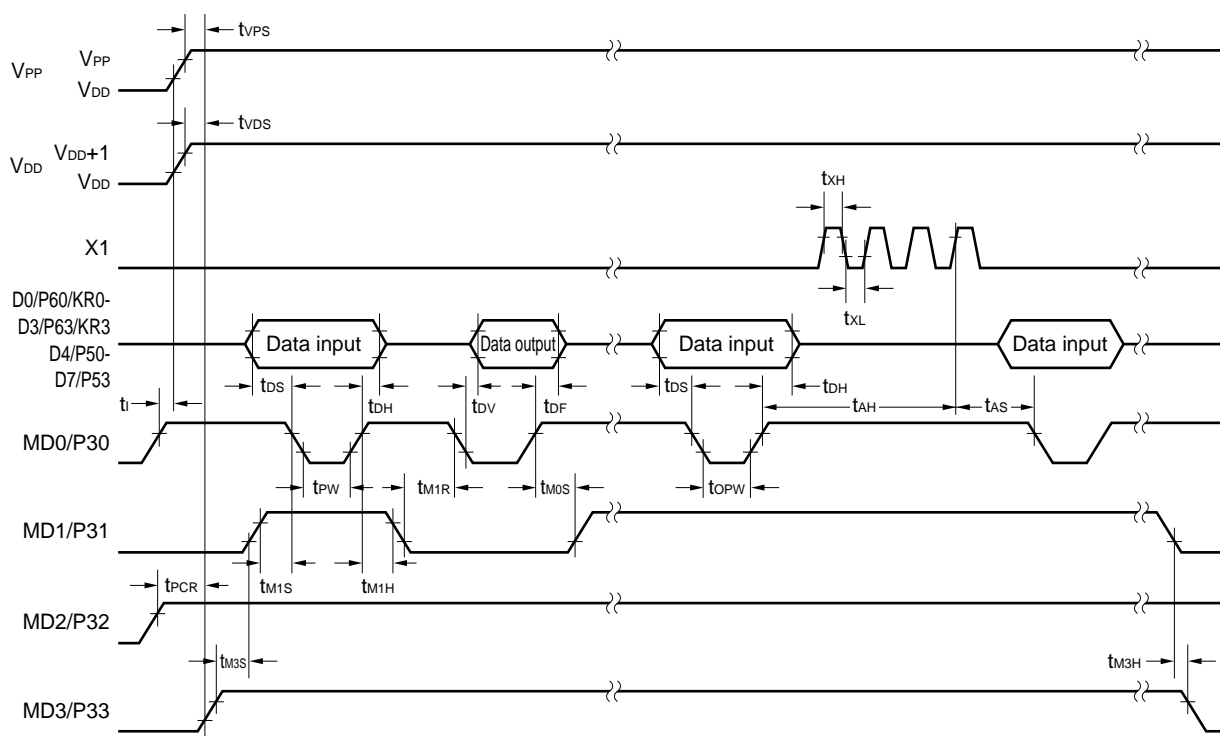 tVPS
VPP
VPP
VDD
tVDS
VDD
VDD+1
VDD
tXH
X1
tXL
D0/P60/KR0-
D3/P63/KR3
D4/P50-
D7/P53
Data input
Data output
Data input
Data input
tDS
tDH
tDV
tDF
tDS
tDH
tI
tAH
tAS
MD0/P30
tPW
tM1R
tM0S
tOPW
MD1/P31
tM1S
tM1H
tPCR
MD2/P32
tM3S
tM3H
MD3/P33